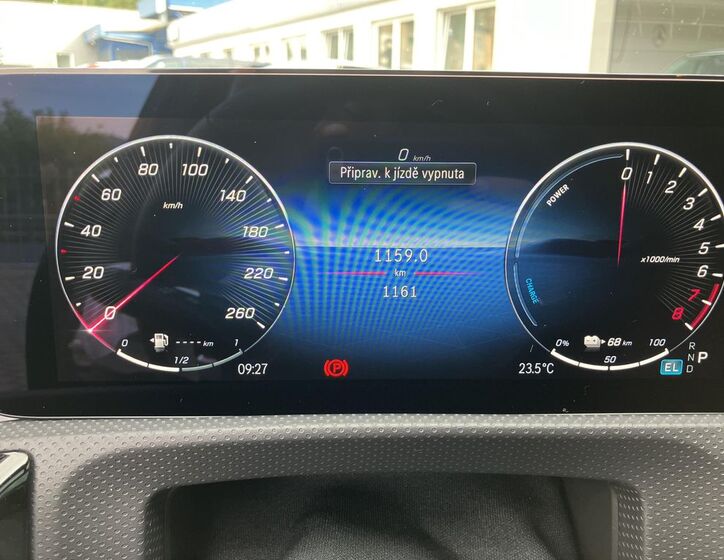 0 km/h
Připrav. k jízdě vypnuta
1159.0
km
1161
0
20
40
60
80
100
140
180
220
260
km/h
0
1/2
1
----- km
09:27
P
23.5°C
POWER
CHARGE
0
1
2
3
4
5
6
7
8
x1000/min
0%
50
100
68 km
EL
R
N P
D